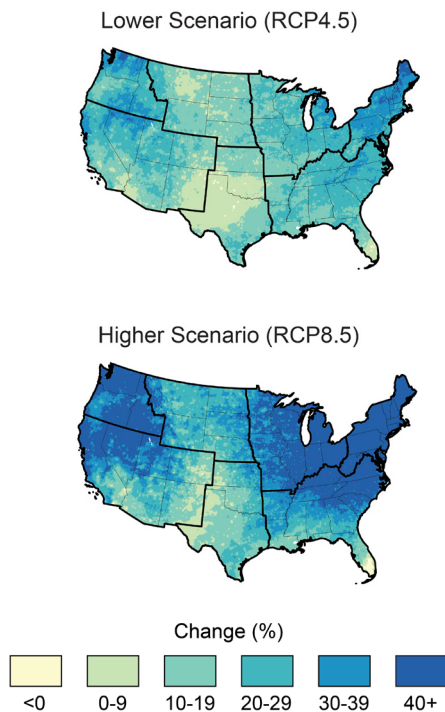 Lower Scenario (RCP4.5)
Higher Scenario (RCP8.5)
Change (%)
<0 0-9 10-19 20-29 30-39 40+